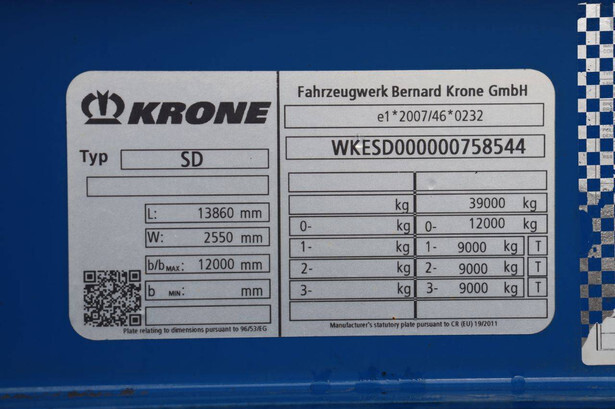 KRONE
Typ SD
L: 13860 mm
W: 2550 mm
b/bMAX: 12000 mm
b MIN: mm
Plate relating to dimensions pursuant to 96/53/EG
Fahrzeugwerk Bernard Krone GmbH
e1*2007/46*0232
WKESD000000758544
kg 39000 kg
0- kg 0- 12000 kg
1- kg 1- 9000 kg T
2- kg 2- 9000 kg T
3- kg 3- 9000 kg T
Manufacturer's statutory plate pursuant to CR (EU) 19/2011